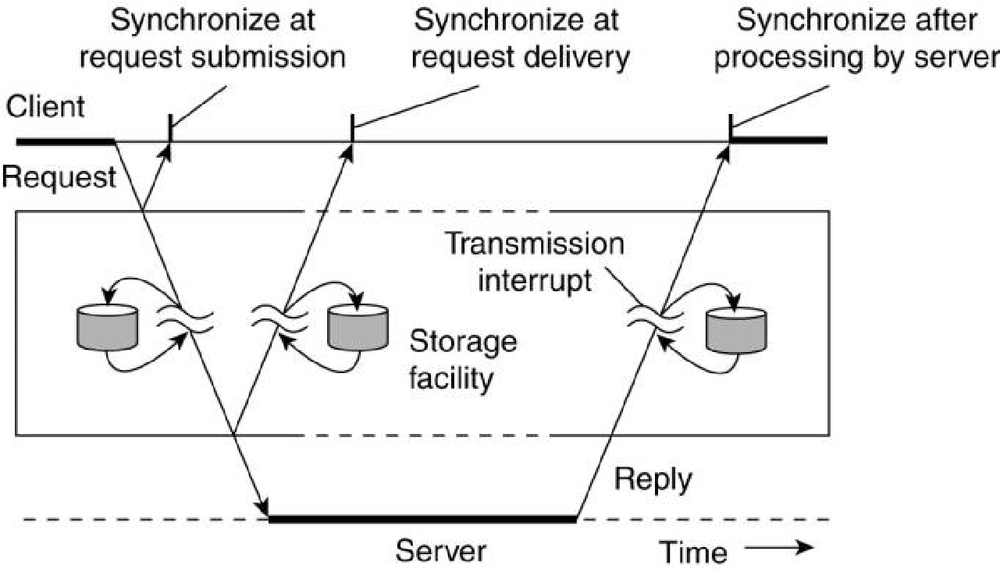 Synchronize at
request submission
Synchronize at
request delivery
Synchronize after
processing by server
Client
Request
Transmission
interrupt
Storage
facility
Reply
Server
Time